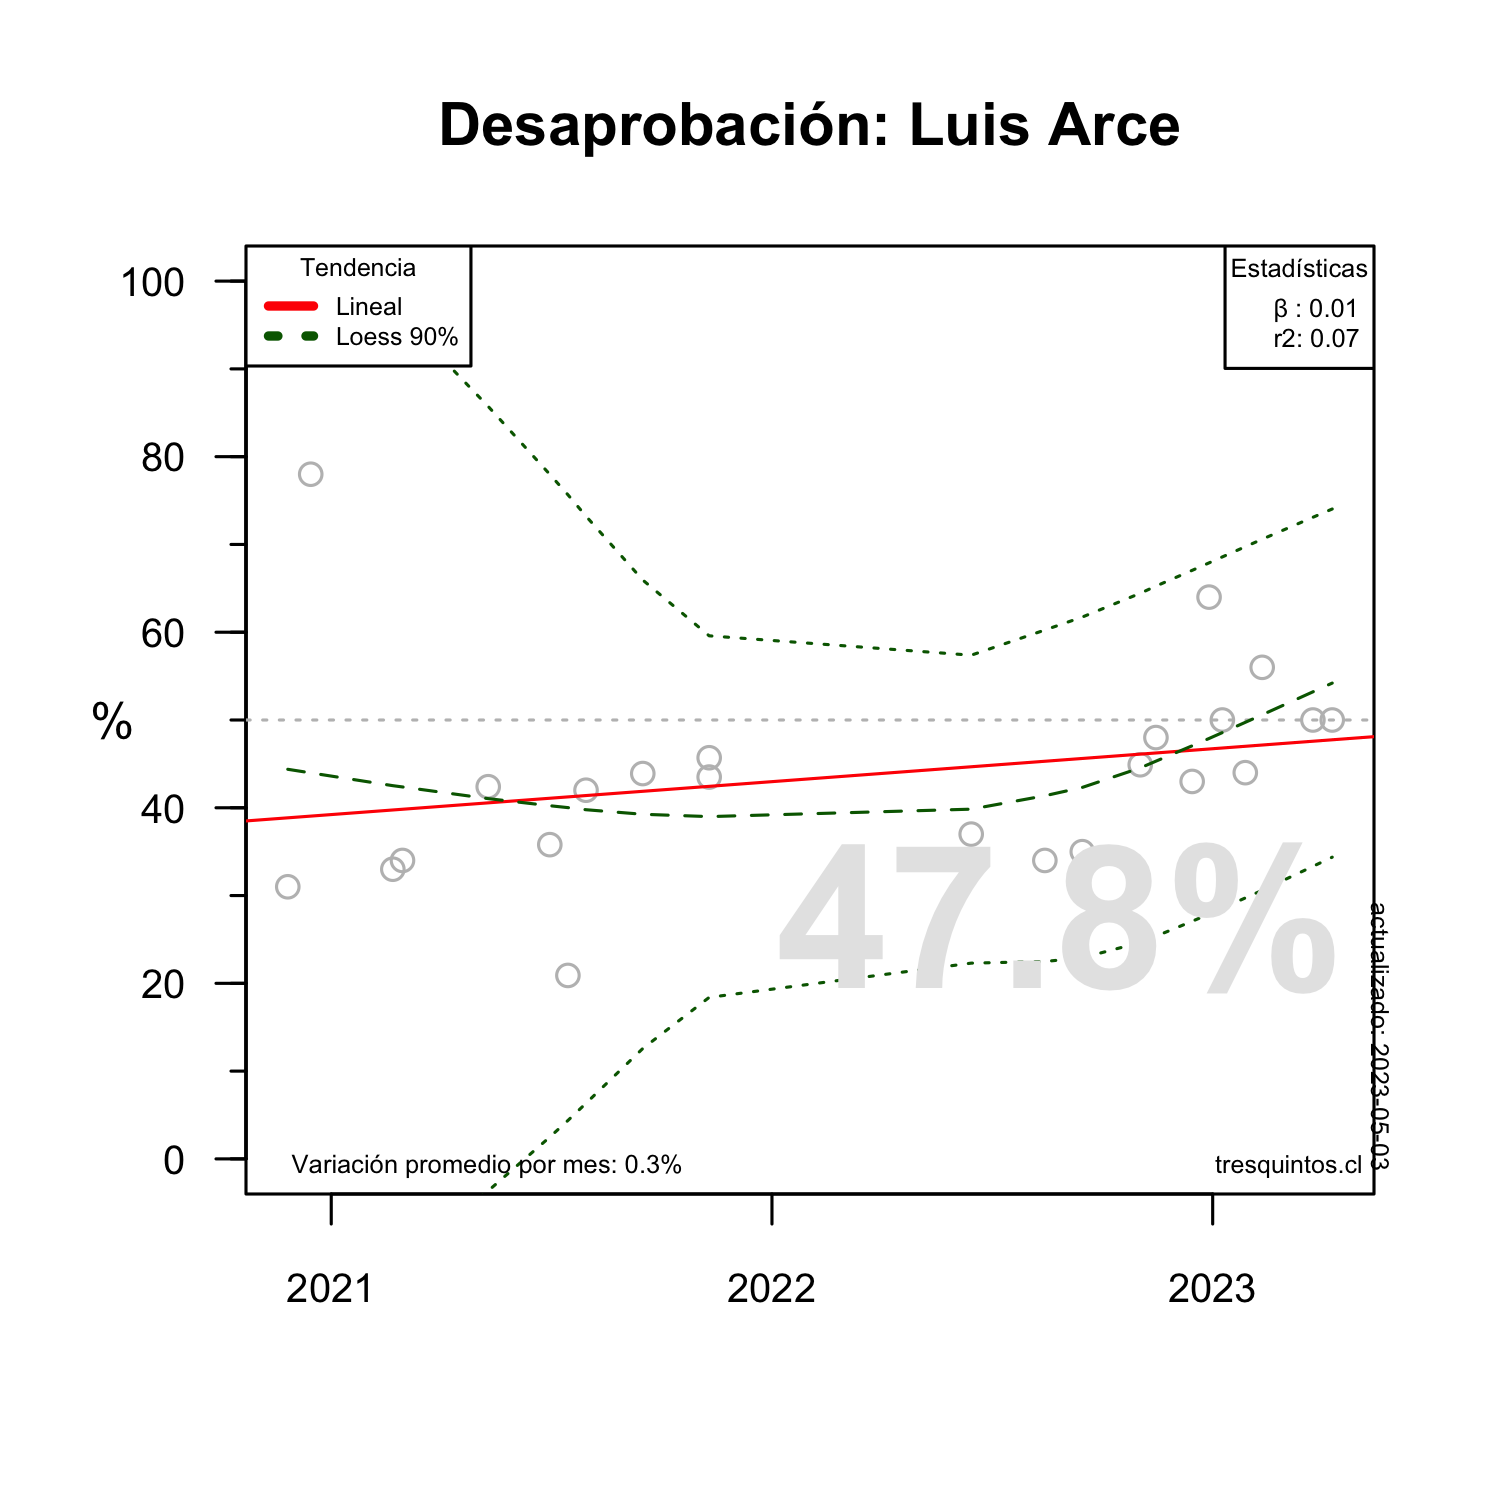 Desaprobación: Luis Arce
Tendencia
Lineal
Loess 90%
Estadísticas
β : 0.01
r2: 0.07
100
80
60
%
40
20
0
47.8%
actualizado: 2023-05-03
Variación promedio por mes: 0.3%
tresquintos.cl
2021
2022
2023